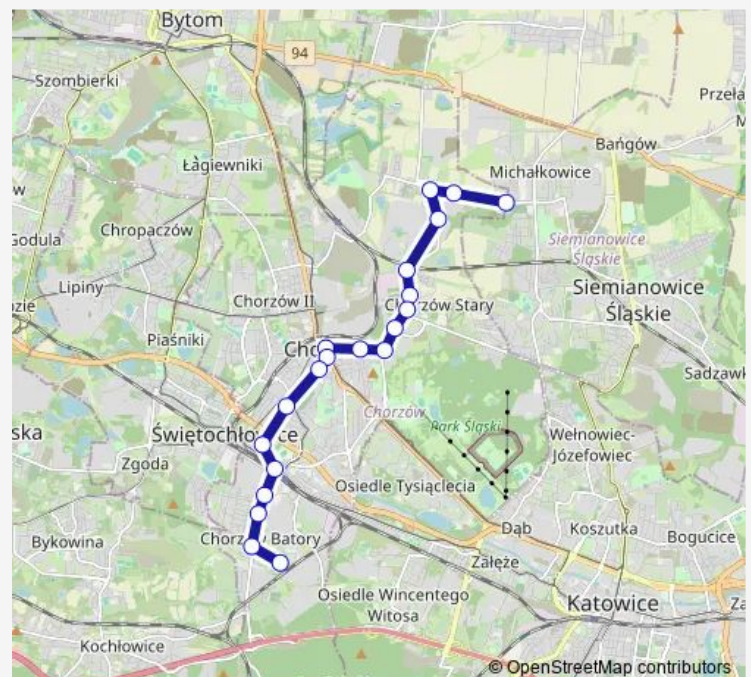 Bytom
94
Szombierki
Przeła
M
Bańgów
Łagiewniki
Michałkowice
w
Godula
Chropaczów
Siemianowice
Śląskie
Lipiny
Chorzów II
Chorzów Stary
Siemianowice
Śląskie
zie
Piaśniki
Cho
Sadzawk
Chorzów
ska
Świętochłowice
Park Śląski
Wełnowiec-
Józefowiec
Zgoda
Osiedle Tysiąclecia
Bykowina
Chorzów Batory
Dąb
Koszutka
Bogucice
Załęże
Osiedle Wincentego
Witosa
Katowice
Za
Kochłowice
© OpenStreetMap contributors